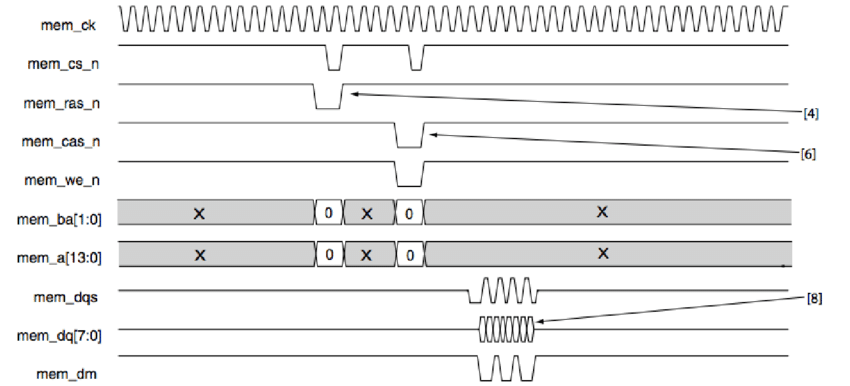 mem_ck
mem_cs_n
mem_ras_n
[4]
mem_cas_n
[6]
mem_we_n
mem_ba[1:0] X 0 X 0 X
mem_a[13:0] X 0 X 0 X
mem_dqs
[8]
mem_dq[7:0]
mem_dm